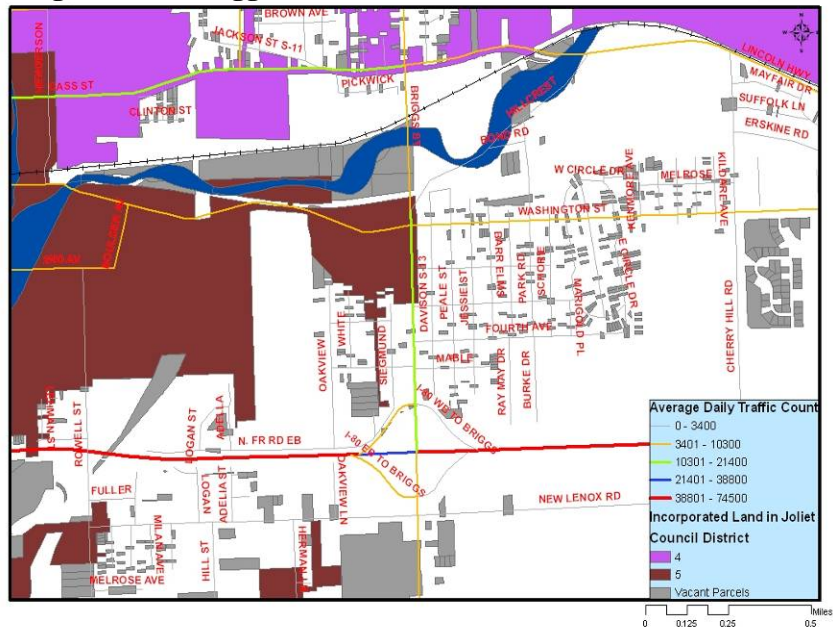 BROWN AVE
JACKSON ST S-11
HENDERSON
CASS ST
PICKWICK
LINCOLN HWY
MAYFAIR DR
CLINTON ST
BRIGGS ST
HILLCREST
SUFFOLK LN
ERSKINE RD
BOND RD
W CIRCLE DR
KENMORE AVE
MELROSE
KILDARE AVE
WASHINGTON ST
DAVISON S-13
PEALE ST
JESSIE ST
BARR ELMS
PARK RD
E CIRCLE DR
MARIGOLD PL
CHERRY HILL RD
OAKVIEW
WHITE
SIEGMUND
FOURTH AVE
MABLE
RAY MAY DR
BURKE DR
ROWELL ST
LOGAN ST
ADELLA
I-80 WB TO BRIGGS
N. FR RD EB
I-80 EB TO BRIGGS
OAKVIEW LN
FULLER
LOGAN
ADELIA ST
NEW LENOX RD
MILAN AVE
HILL ST
MELROSE AVE
Average Daily Traffic Count
0 - 3400
3401 - 10300
10301 - 21400
21401 - 38800
38801 - 74500
Incorporated Land in Joliet
Council District
4
5
Vacant Parcels
Miles
0 0.125 0.25 0.5